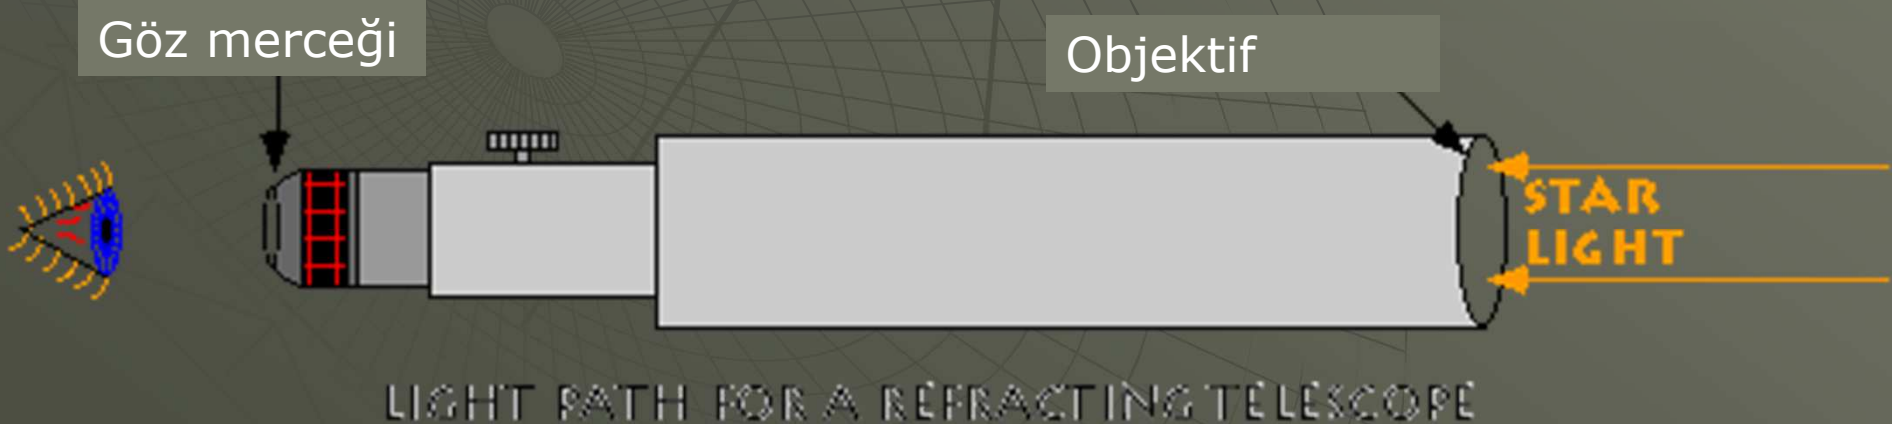 Göz merceği
Objektif
STAR
LIGHT
LIGHT PATH FOR A REFRACTING TELESCOPE